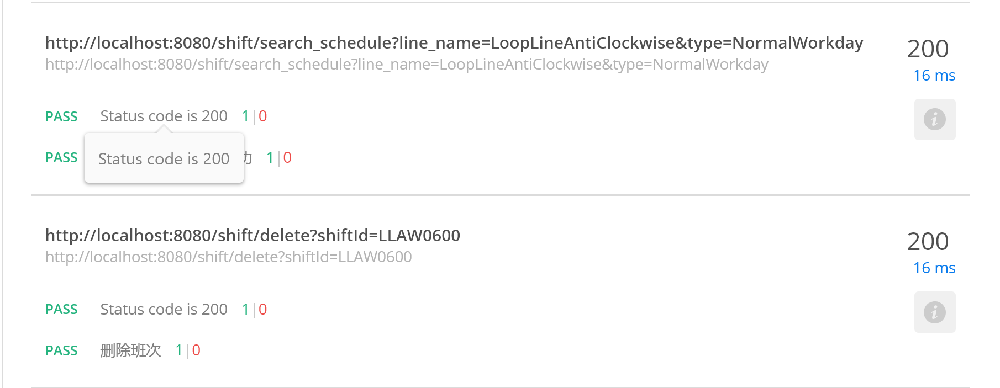 http://localhost:8080/shift/search_schedule?line_name=LoopLineAntiClockwise&type=NormalWorkday
200
http://localhost:8080/shift/search_schedule?line_name=LoopLineAntiClockwise&type=NormalWorkday
16 ms
PASS Status code is 200 1|0
Status code is 200
PASS 1|0
http://localhost:8080/shift/delete?shiftId=LLAW0600
200
http://localhost:8080/shift/delete?shiftId=LLAW0600
16 ms
PASS Status code is 200 1|0
PASS 删除班次 1|0